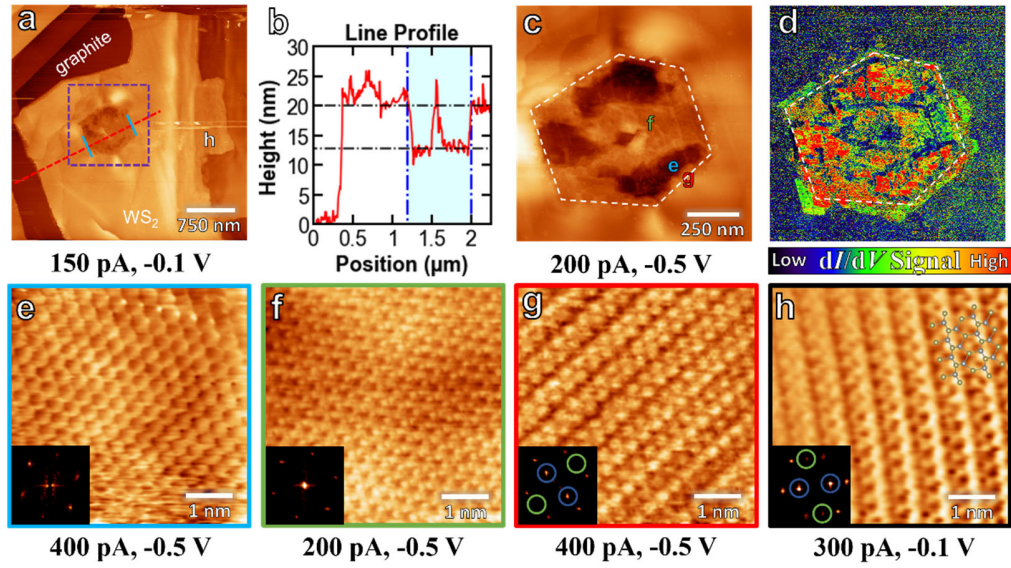 a
graphite
h
WS₂
750 nm
150 pA, -0.1 V
b
Line Profile
Height (nm)
30
25
20
15
10
5
0
0 0.5 1 1.5 2
Position (µm)
c
f
e
g
250 nm
200 pA, -0.5 V
d
Low dI/dV Signal High
e
1 nm
400 pA, -0.5 V
f
1 nm
200 pA, -0.5 V
g
1 nm
400 pA, -0.5 V
h
1 nm
300 pA, -0.1 V